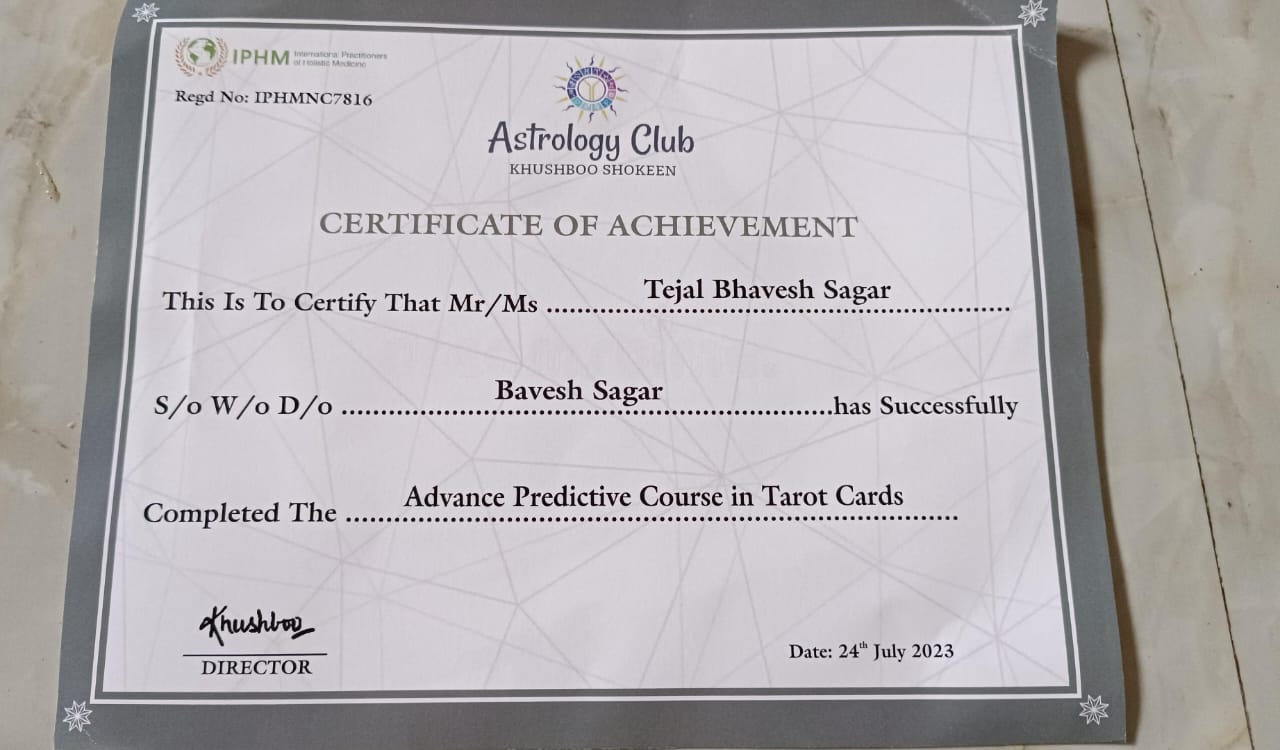 IPHM International Practitioners
of Holistic Medicine
Regd No: IPHMNC7816
Astrology Club
KHUSHBOO SHOKEEN
CERTIFICATE OF ACHIEVEMENT
This Is To Certify That Mr/Ms ..... Tejal Bhavesh Sagar .....
S/o W/o D/o ..... Bavesh Sagar .....has Successfully
Completed The ..... Advance Predictive Course in Tarot Cards .....
Khushboo
DIRECTOR
Date: 24th July 2023